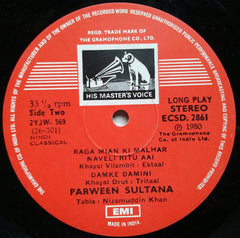 REGD. TRADE MARK OF
THE GRAMOPHONE CO., LTD.
HIS MASTER'S VOICE
33⅓ rpm
Side Two
2YJW. 569
(26-201)
HINDI
CLASSICAL
LONG PLAY
STEREO
ECSD. 2861
℗ 1980
The Gramophone
Co. of India Ltd.
RAGA MIAN KI MALHAR
NAVELI RITU AAI
Khayal Vilambit : Ektaal
DAMKE DAMINI
Khayal Drut : Tritaal
PARWEEN SULTANA
Tabla : Nizamuddin Khan
EMI
MADE IN INDIA.